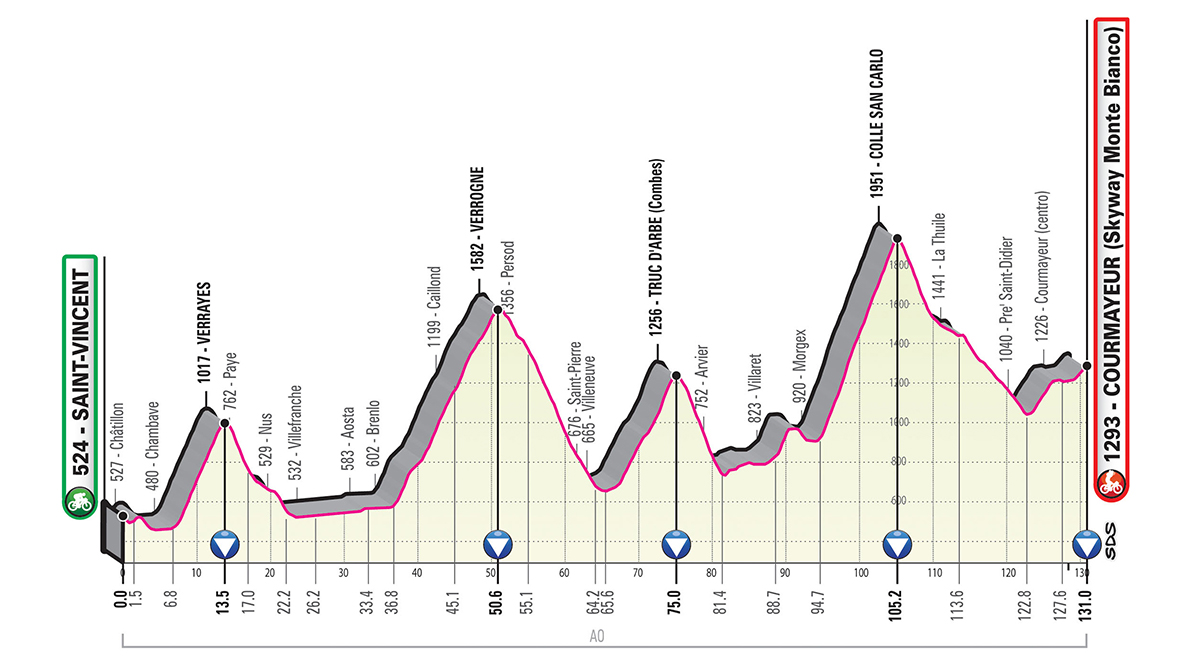 524 - SAINT-VINCENT
527 - Châtillon
480 - Chambave
1017 - VERRAYES
762 - Paye
529 - Nus
532 - Villefranche
583 - Aosta
602 - Brenlo
1199 - Caillond
1582 - VERROGNE
1356 - Persod
676 - Saint-Pierre
665 - Villeneuve
1256 - TRUC D'ARBE (Combes)
752 - Arvier
823 - Villaret
920 - Morgex
1951 - COLLE SAN CARLO
1441 - La Thuile
1040 - Pre' Saint-Didier
1226 - Courmayeur (centro)
1293 - COURMAYEUR (Skyway Monte Bianco)
1800
1600
1400
1200
1000
800
600
SDS
0 10 20 30 40 50 60 70 80 90 100 110 120 130
0.0 1.5 6.8 13.5 17.0 22.2 26.2 33.4 36.8 45.1 50.6 55.1 64.2 65.6 75.0 81.4 88.7 94.7 105.2 113.6 122.8 127.6 131.0
AO